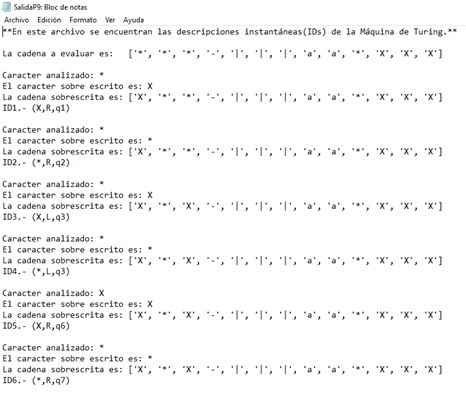 SalidaP9: Bloc de notas
Archivo Edición Formato Ver Ayuda
**En este archivo se encuentran las descripciones instantáneas(IDs) de la Máquina de Turing.**
La cadena a evaluar es: ['*', '*', '*', '-', '|', '|', '|', 'a', 'a', '*', 'X', 'X', 'X']
Caracter analizado: *
El caracter sobre escrito es: X
La cadena sobrescrita es: ['X', '*', '*', '-', '|', '|', '|', 'a', 'a', '*', 'X', 'X', 'X']
ID1.- (X,R,q1)
Caracter analizado: *
El caracter sobre escrito es: *
La cadena sobrescrita es: ['X', '*', '*', '-', '|', '|', '|', 'a', 'a', '*', 'X', 'X', 'X']
ID2.- (*,R,q2)
Caracter analizado: *
El caracter sobre escrito es: X
La cadena sobrescrita es: ['X', '*', 'X', '-', '|', '|', '|', 'a', 'a', '*', 'X', 'X', 'X']
ID3.- (X,L,q3)
Caracter analizado: *
El caracter sobre escrito es: *
La cadena sobrescrita es: ['X', '*', 'X', '-', '|', '|', '|', 'a', 'a', '*', 'X', 'X', 'X']
ID4.- (*,L,q3)
Caracter analizado: X
El caracter sobre escrito es: X
La cadena sobrescrita es: ['X', '*', 'X', '-', '|', '|', '|', 'a', 'a', '*', 'X', 'X', 'X']
ID5.- (X,R,q6)
Caracter analizado: *
El caracter sobre escrito es: *
La cadena sobrescrita es: ['X', '*', 'X', '-', '|', '|', '|', 'a', 'a', '*', 'X', 'X', 'X']
ID6.- (*,R,q7)